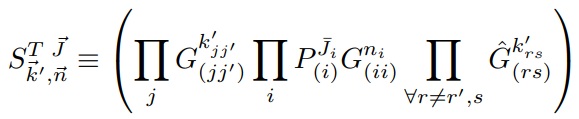 $$S^{T\ \vec{J}}_{\vec{k}',\vec{n}} \equiv \left( \prod_{j} G^{k'_{jj'}}_{(jj')} \prod_{i} P^{\bar{J}_i}_{(i)} G^{n_i}_{(ii)} \prod_{\forall r \neq r', s} \hat{G}^{k'_{rs}}_{(rs)} \right)$$